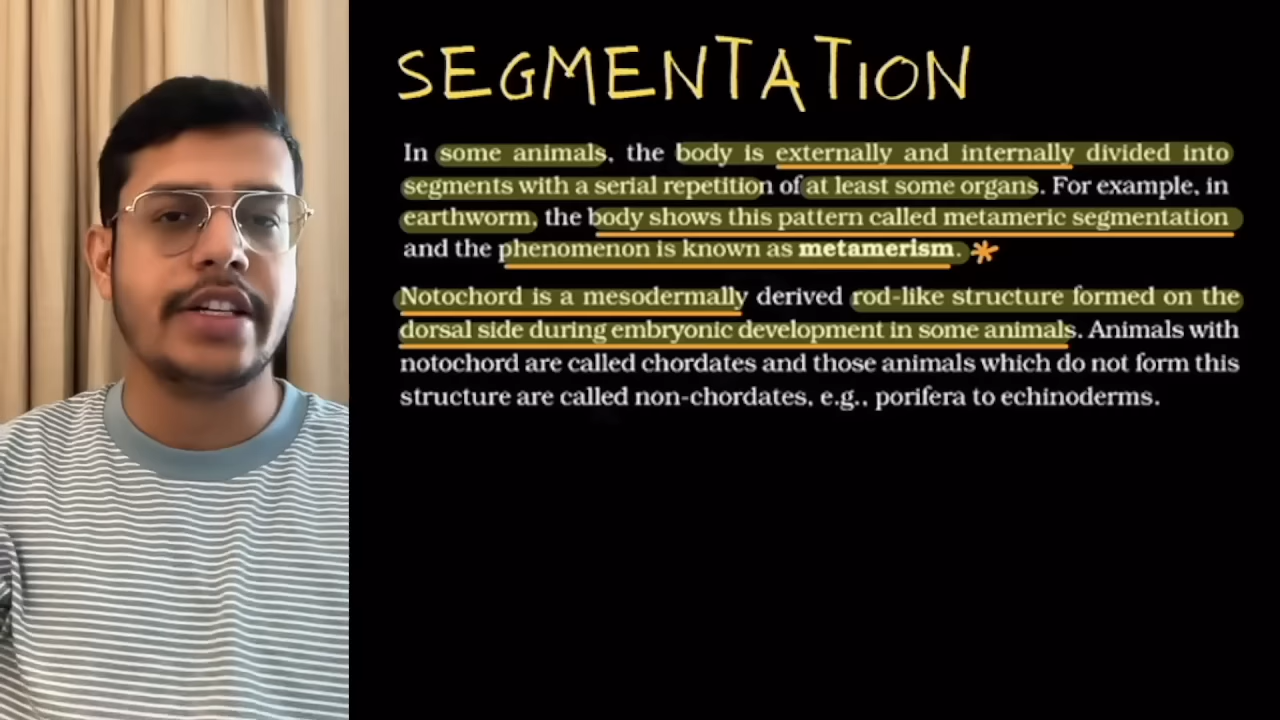 SEGMENTATION
In some animals, the body is externally and internally divided into
segments with a serial repetition of at least some organs. For example, in
earthworm, the body shows this pattern called metameric segmentation
and the phenomenon is known as metamerism. *
Notochord is a mesodermally derived rod-like structure formed on the
dorsal side during embryonic development in some animals. Animals with
notochord are called chordates and those animals which do not form this
structure are called non-chordates, e.g., porifera to echinoderms.